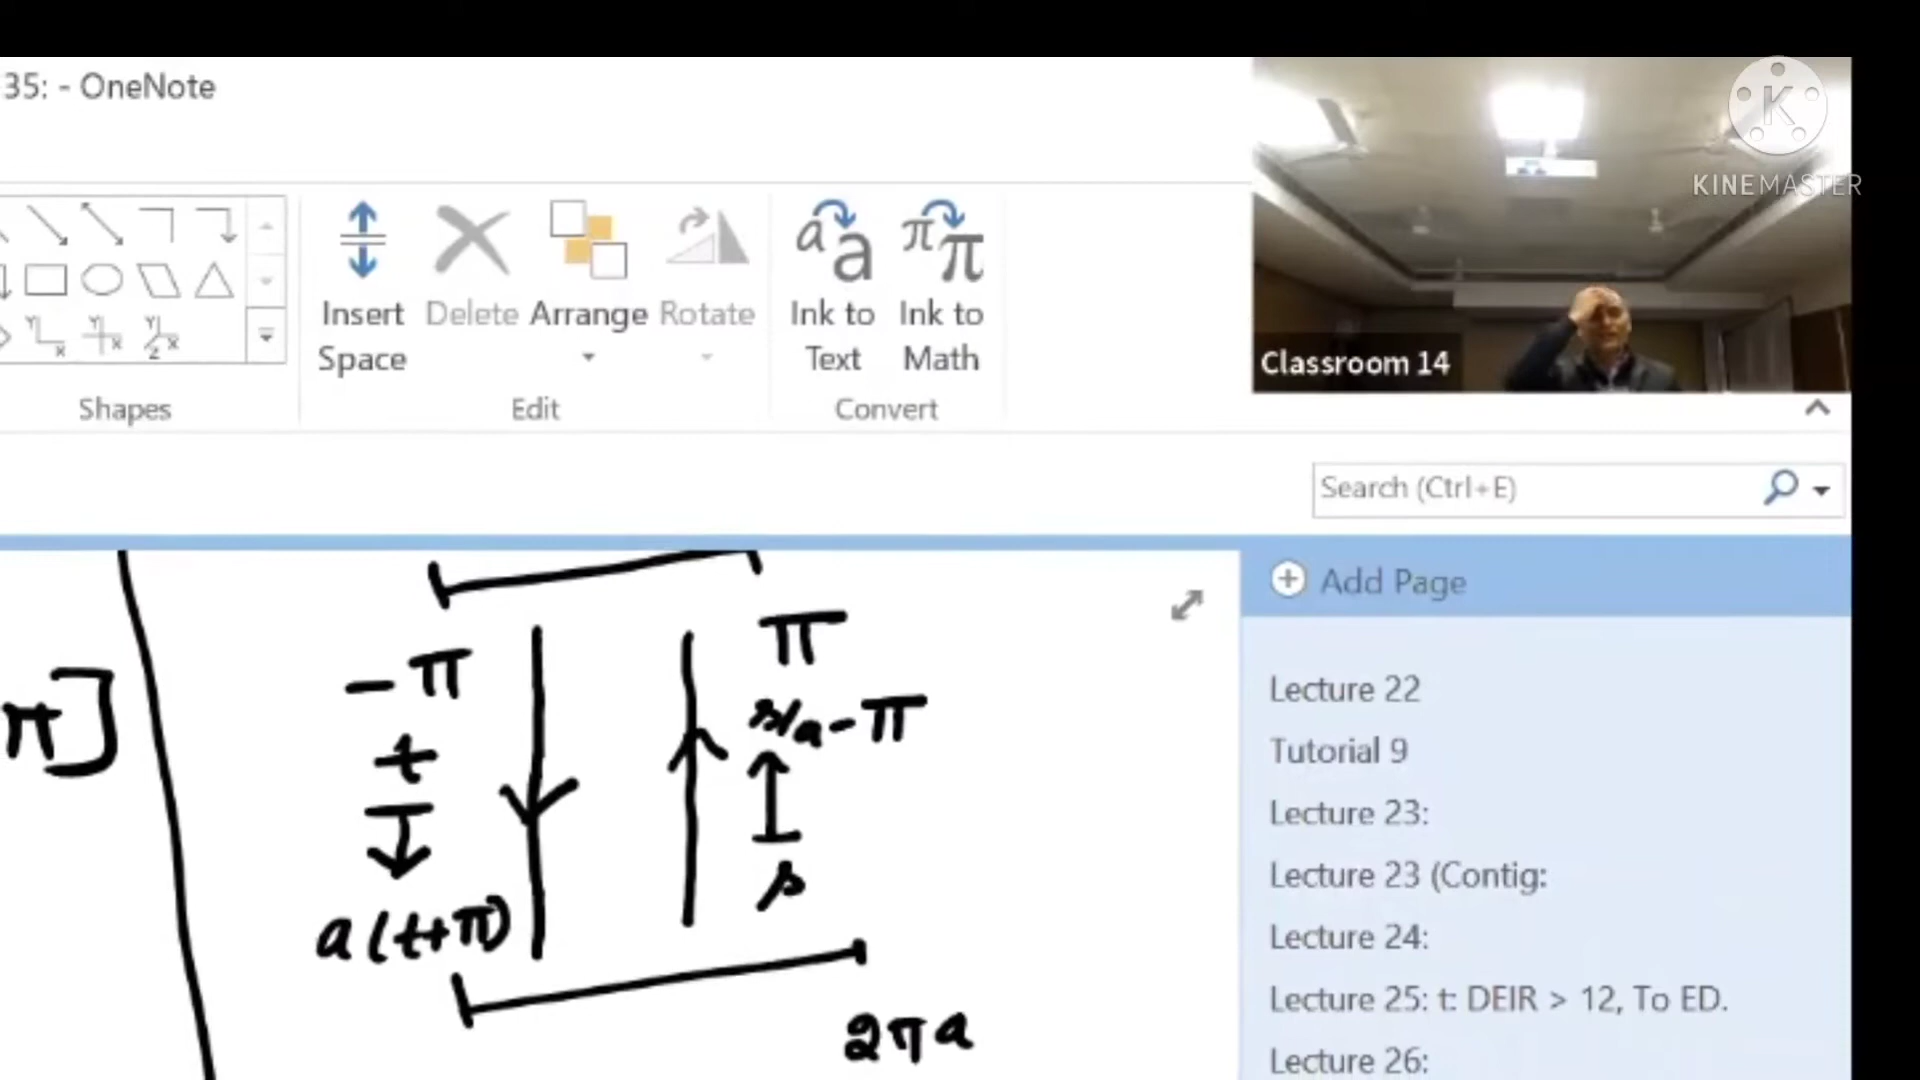 35: - OneNote
KINEMASTER
Insert Space
Delete
Arrange
Rotate
Ink to Text
Ink to Math
Shapes
Edit
Convert
Classroom 14
Search (Ctrl+E)
Add Page
Lecture 22
Tutorial 9
Lecture 23:
Lecture 23 (Contig:
Lecture 24:
Lecture 25: t: DEIR > 12, To ED.
Lecture 26:
π]
-π
π
t
s/a-π
a(t+π)
s
2πa